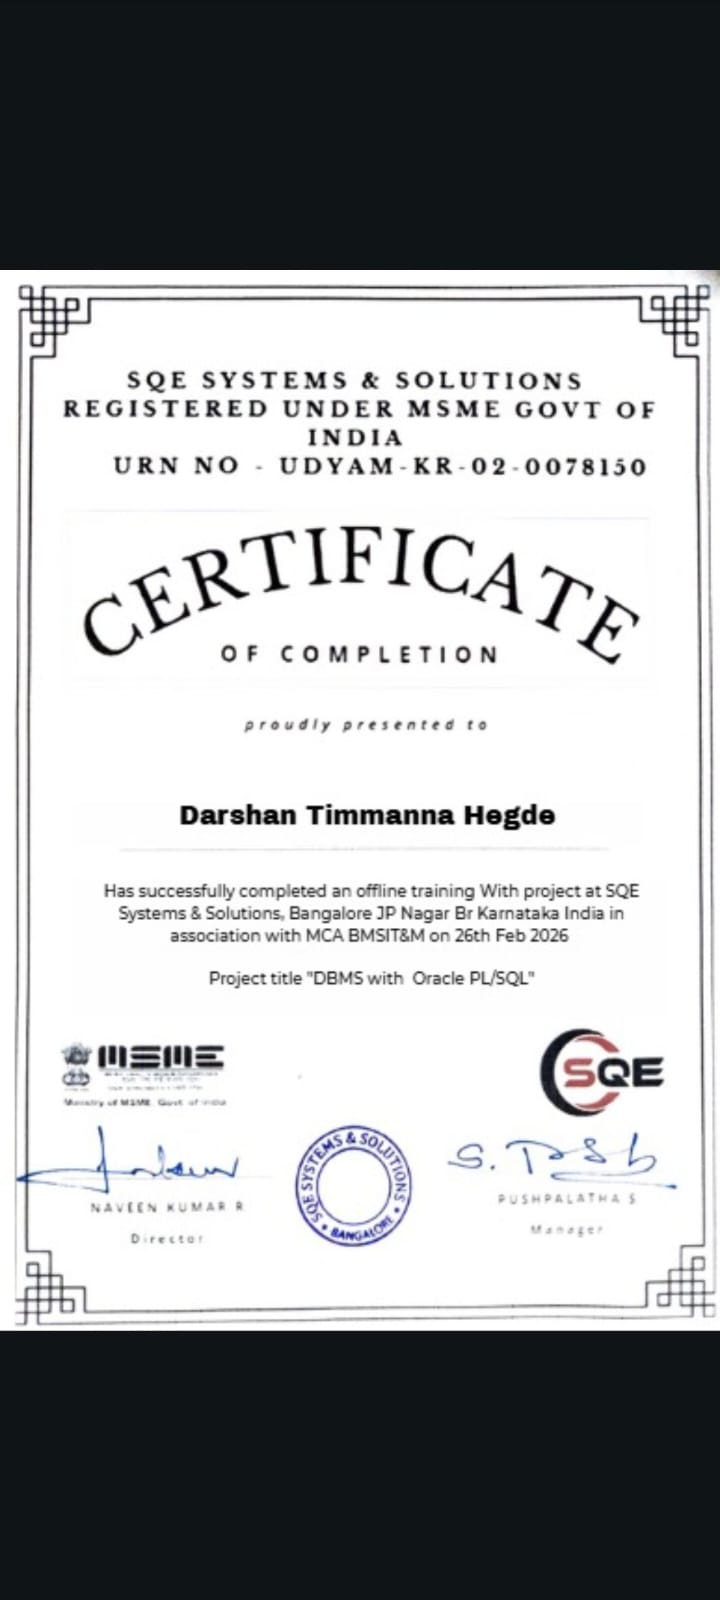 SQE SYSTEMS & SOLUTIONS
REGISTERED UNDER MSME GOVT OF
INDIA
URN NO - UDYAM-KR-02-0078150
CERTIFICATE
OF COMPLETION
proudly presented to
Darshan Timmanna Hegde
Has successfully completed an offline training With project at SQE
Systems & Solutions, Bangalore JP Nagar Br Karnataka India in
association with MCA BMSIT&M on 26th Feb 2026
Project title "DBMS with Oracle PL/SQL"
MSME
Ministry of MSME, Govt. of India
SQE
SQE SYSTEMS & SOLUTIONS
BANGALORE
NAVEEN KUMAR R
Director
PUSHPALATHA S
Manager